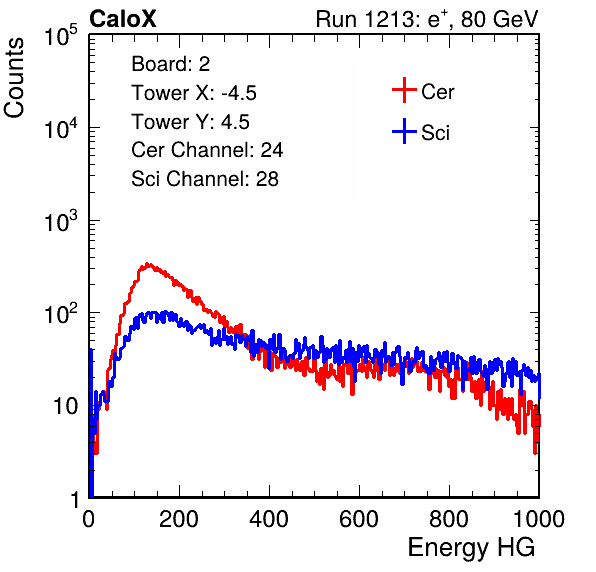 CaloX Run 1213: e⁺, 80 GeV
Counts
10⁵
10⁴
10³
10²
10
1
Board: 2
Tower X: -4.5
Tower Y: 4.5
Cer Channel: 24
Sci Channel: 28
Cer
Sci
0 200 400 600 800 1000
Energy HG